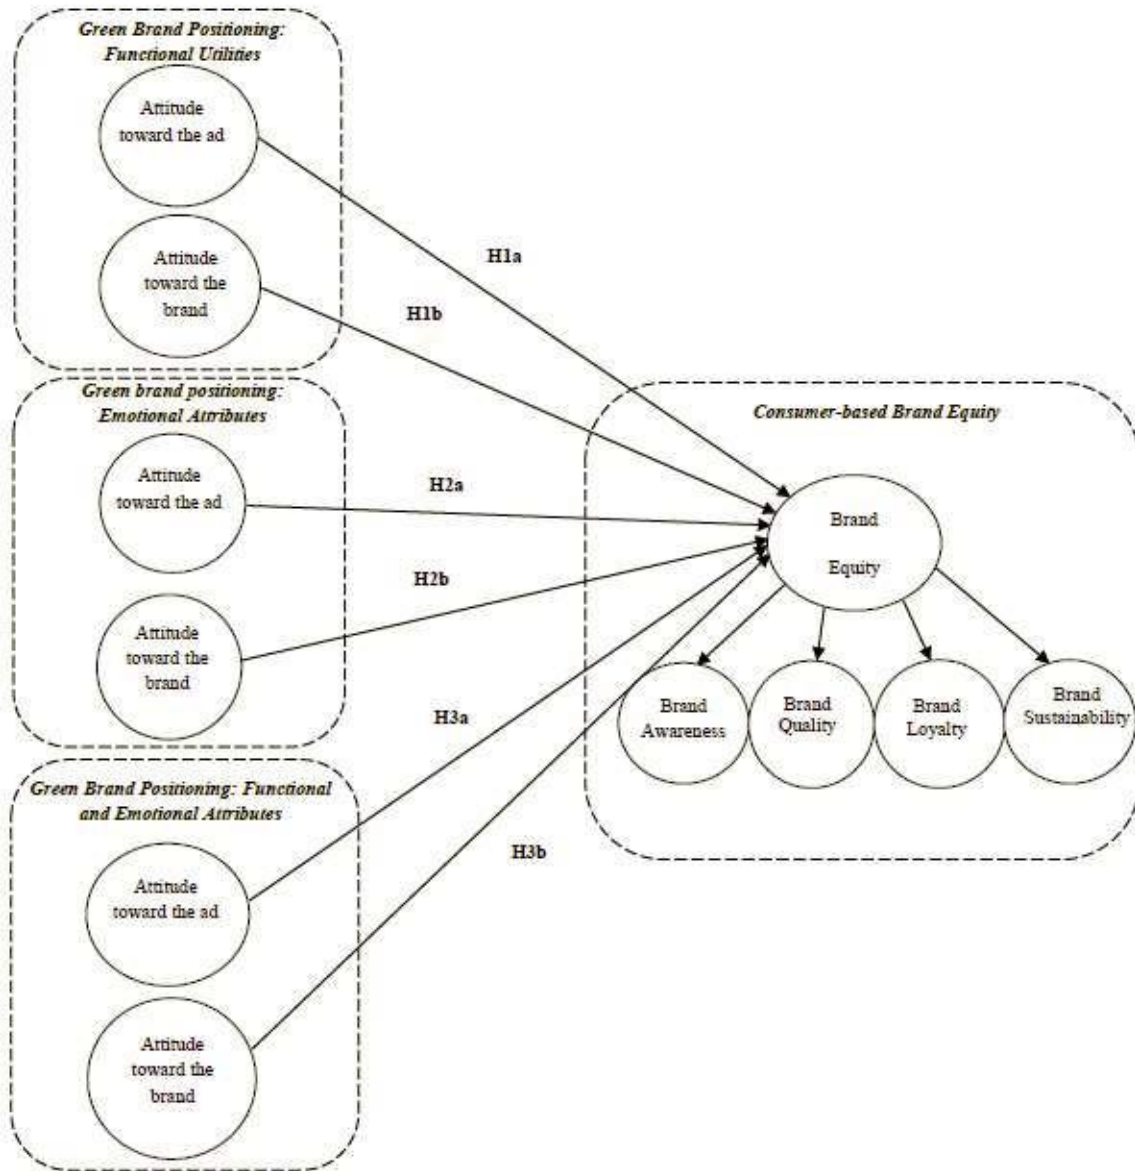 Green Brand Positioning:
Functional Utilities
Attitude
toward the ad
Attitude
toward the
brand
H1a
H1b
Green brand positioning:
Emotional Attributes
Attitude
toward the ad
Attitude
toward the
brand
H2a
H2b
Green Brand Positioning: Functional
and Emotional Attributes
Attitude
toward the ad
Attitude
toward the
brand
H3a
H3b
Consumer-based Brand Equity
Brand
Equity
Brand
Awareness
Brand
Quality
Brand
Loyalty
Brand
Sustainability